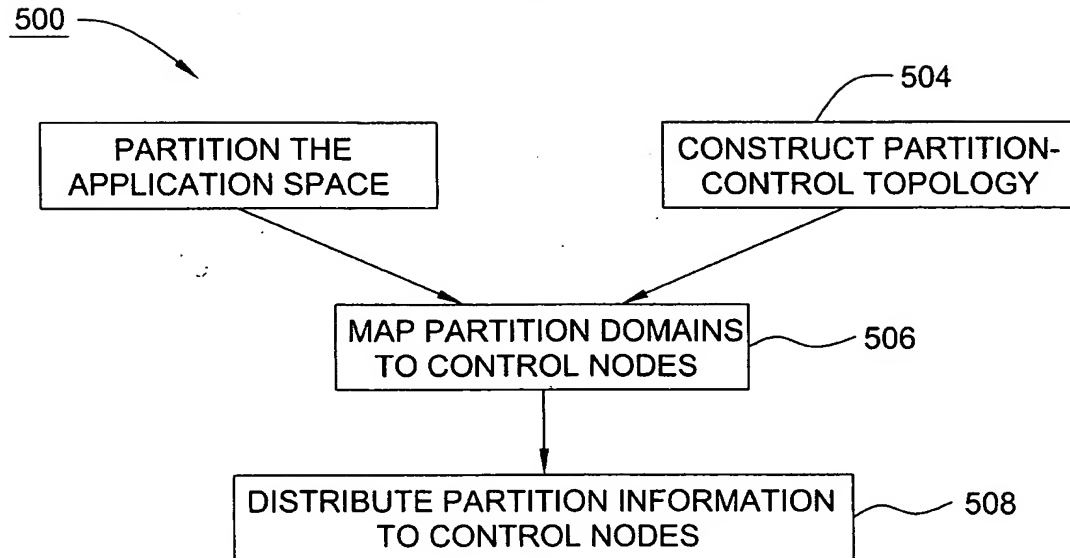 500
504
PARTITION THE
APPLICATION SPACE
CONSTRUCT PARTITION-
CONTROL TOPOLOGY
MAP PARTITION DOMAINS
TO CONTROL NODES
506
DISTRIBUTE PARTITION INFORMATION
TO CONTROL NODES
508